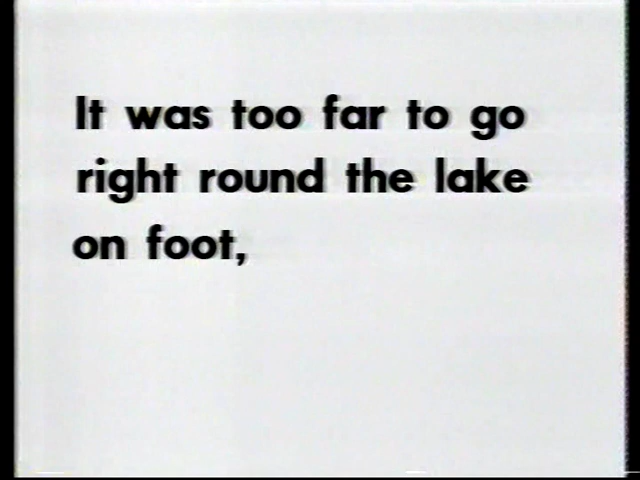 It was too far to go
right round the lake
on foot,